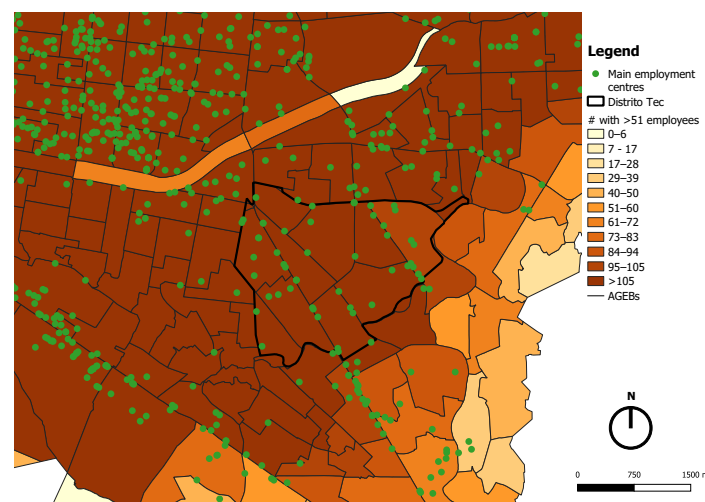 Legend
Main employment
centres
Distrito Tec
# with >51 employees
0–6
7 - 17
17–28
29–39
40–50
51–60
61–72
73–83
84–94
95–105
>105
AGEBs
N
0 750 1500 m